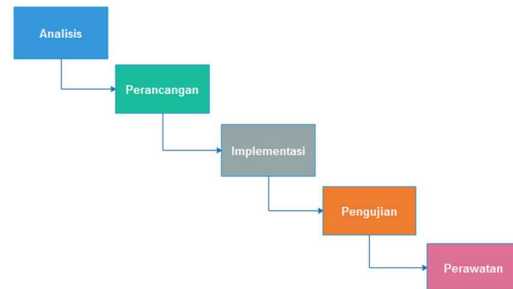 Analisis
Perancangan
Implementasi
Pengujian
Perawatan